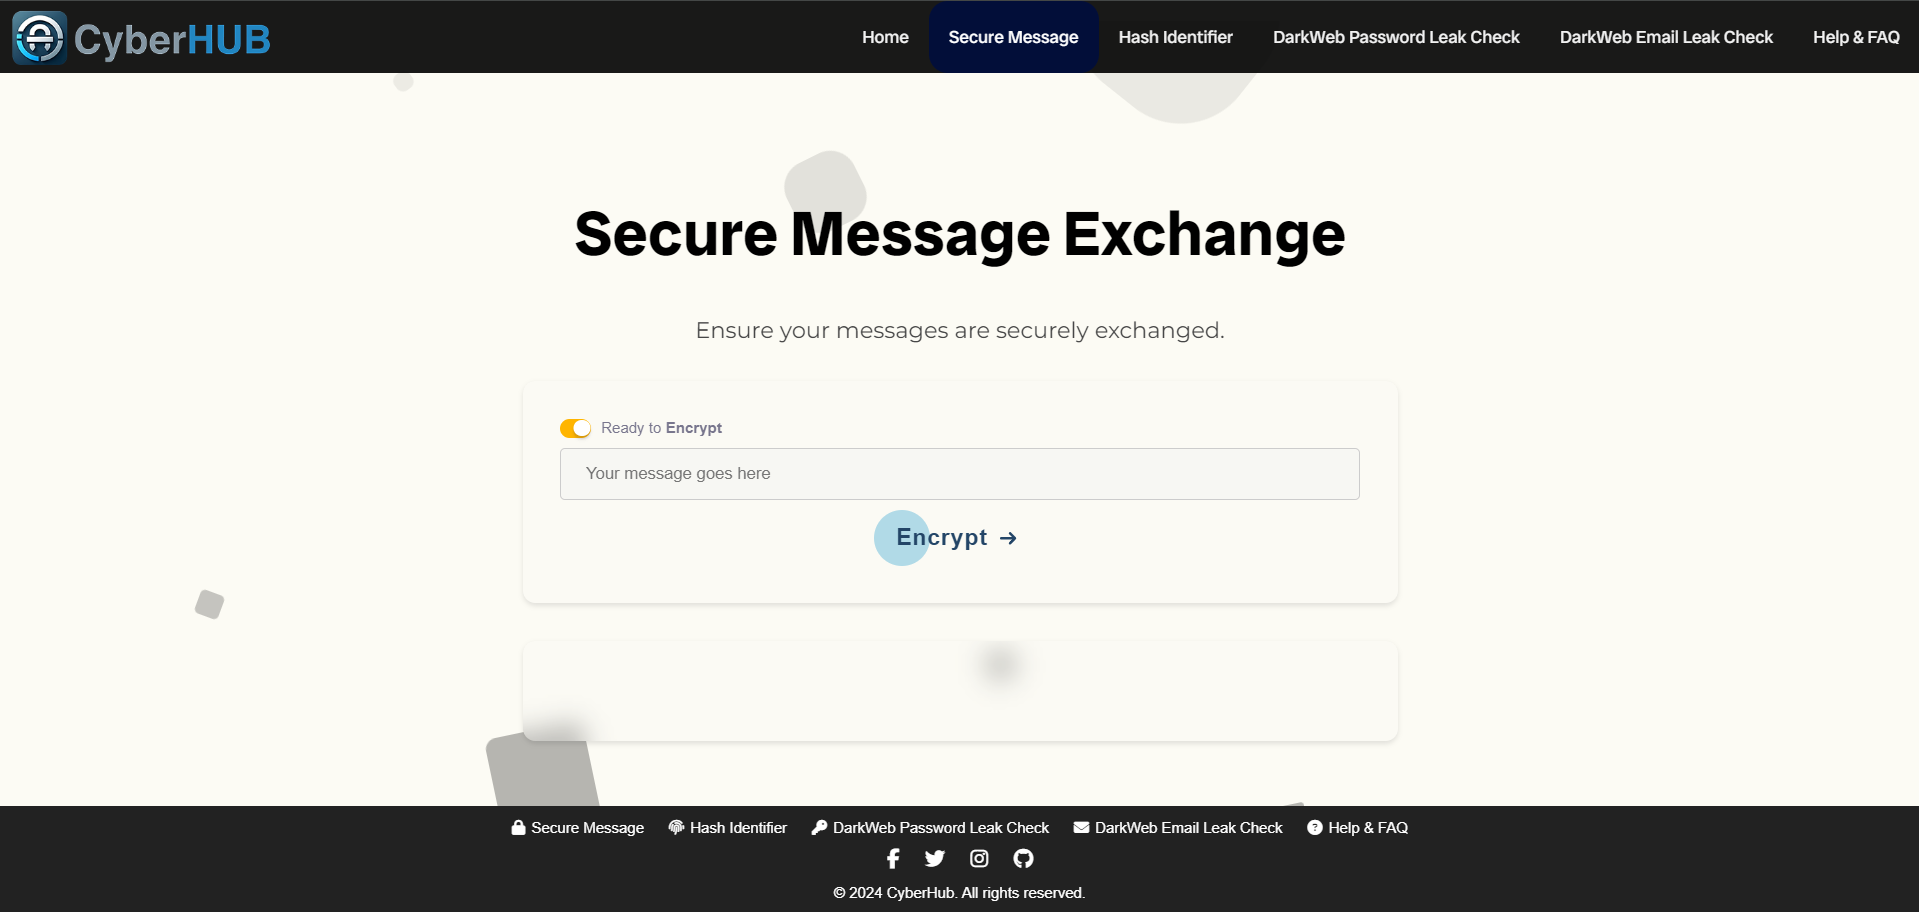 CyberHUB
Home Secure Message Hash Identifier DarkWeb Password Leak Check DarkWeb Email Leak Check Help & FAQ
Secure Message Exchange
Ensure your messages are securely exchanged.
Ready to Encrypt
Your message goes here
Encrypt →
Secure Message Hash Identifier DarkWeb Password Leak Check DarkWeb Email Leak Check Help & FAQ
© 2024 CyberHub. All rights reserved.